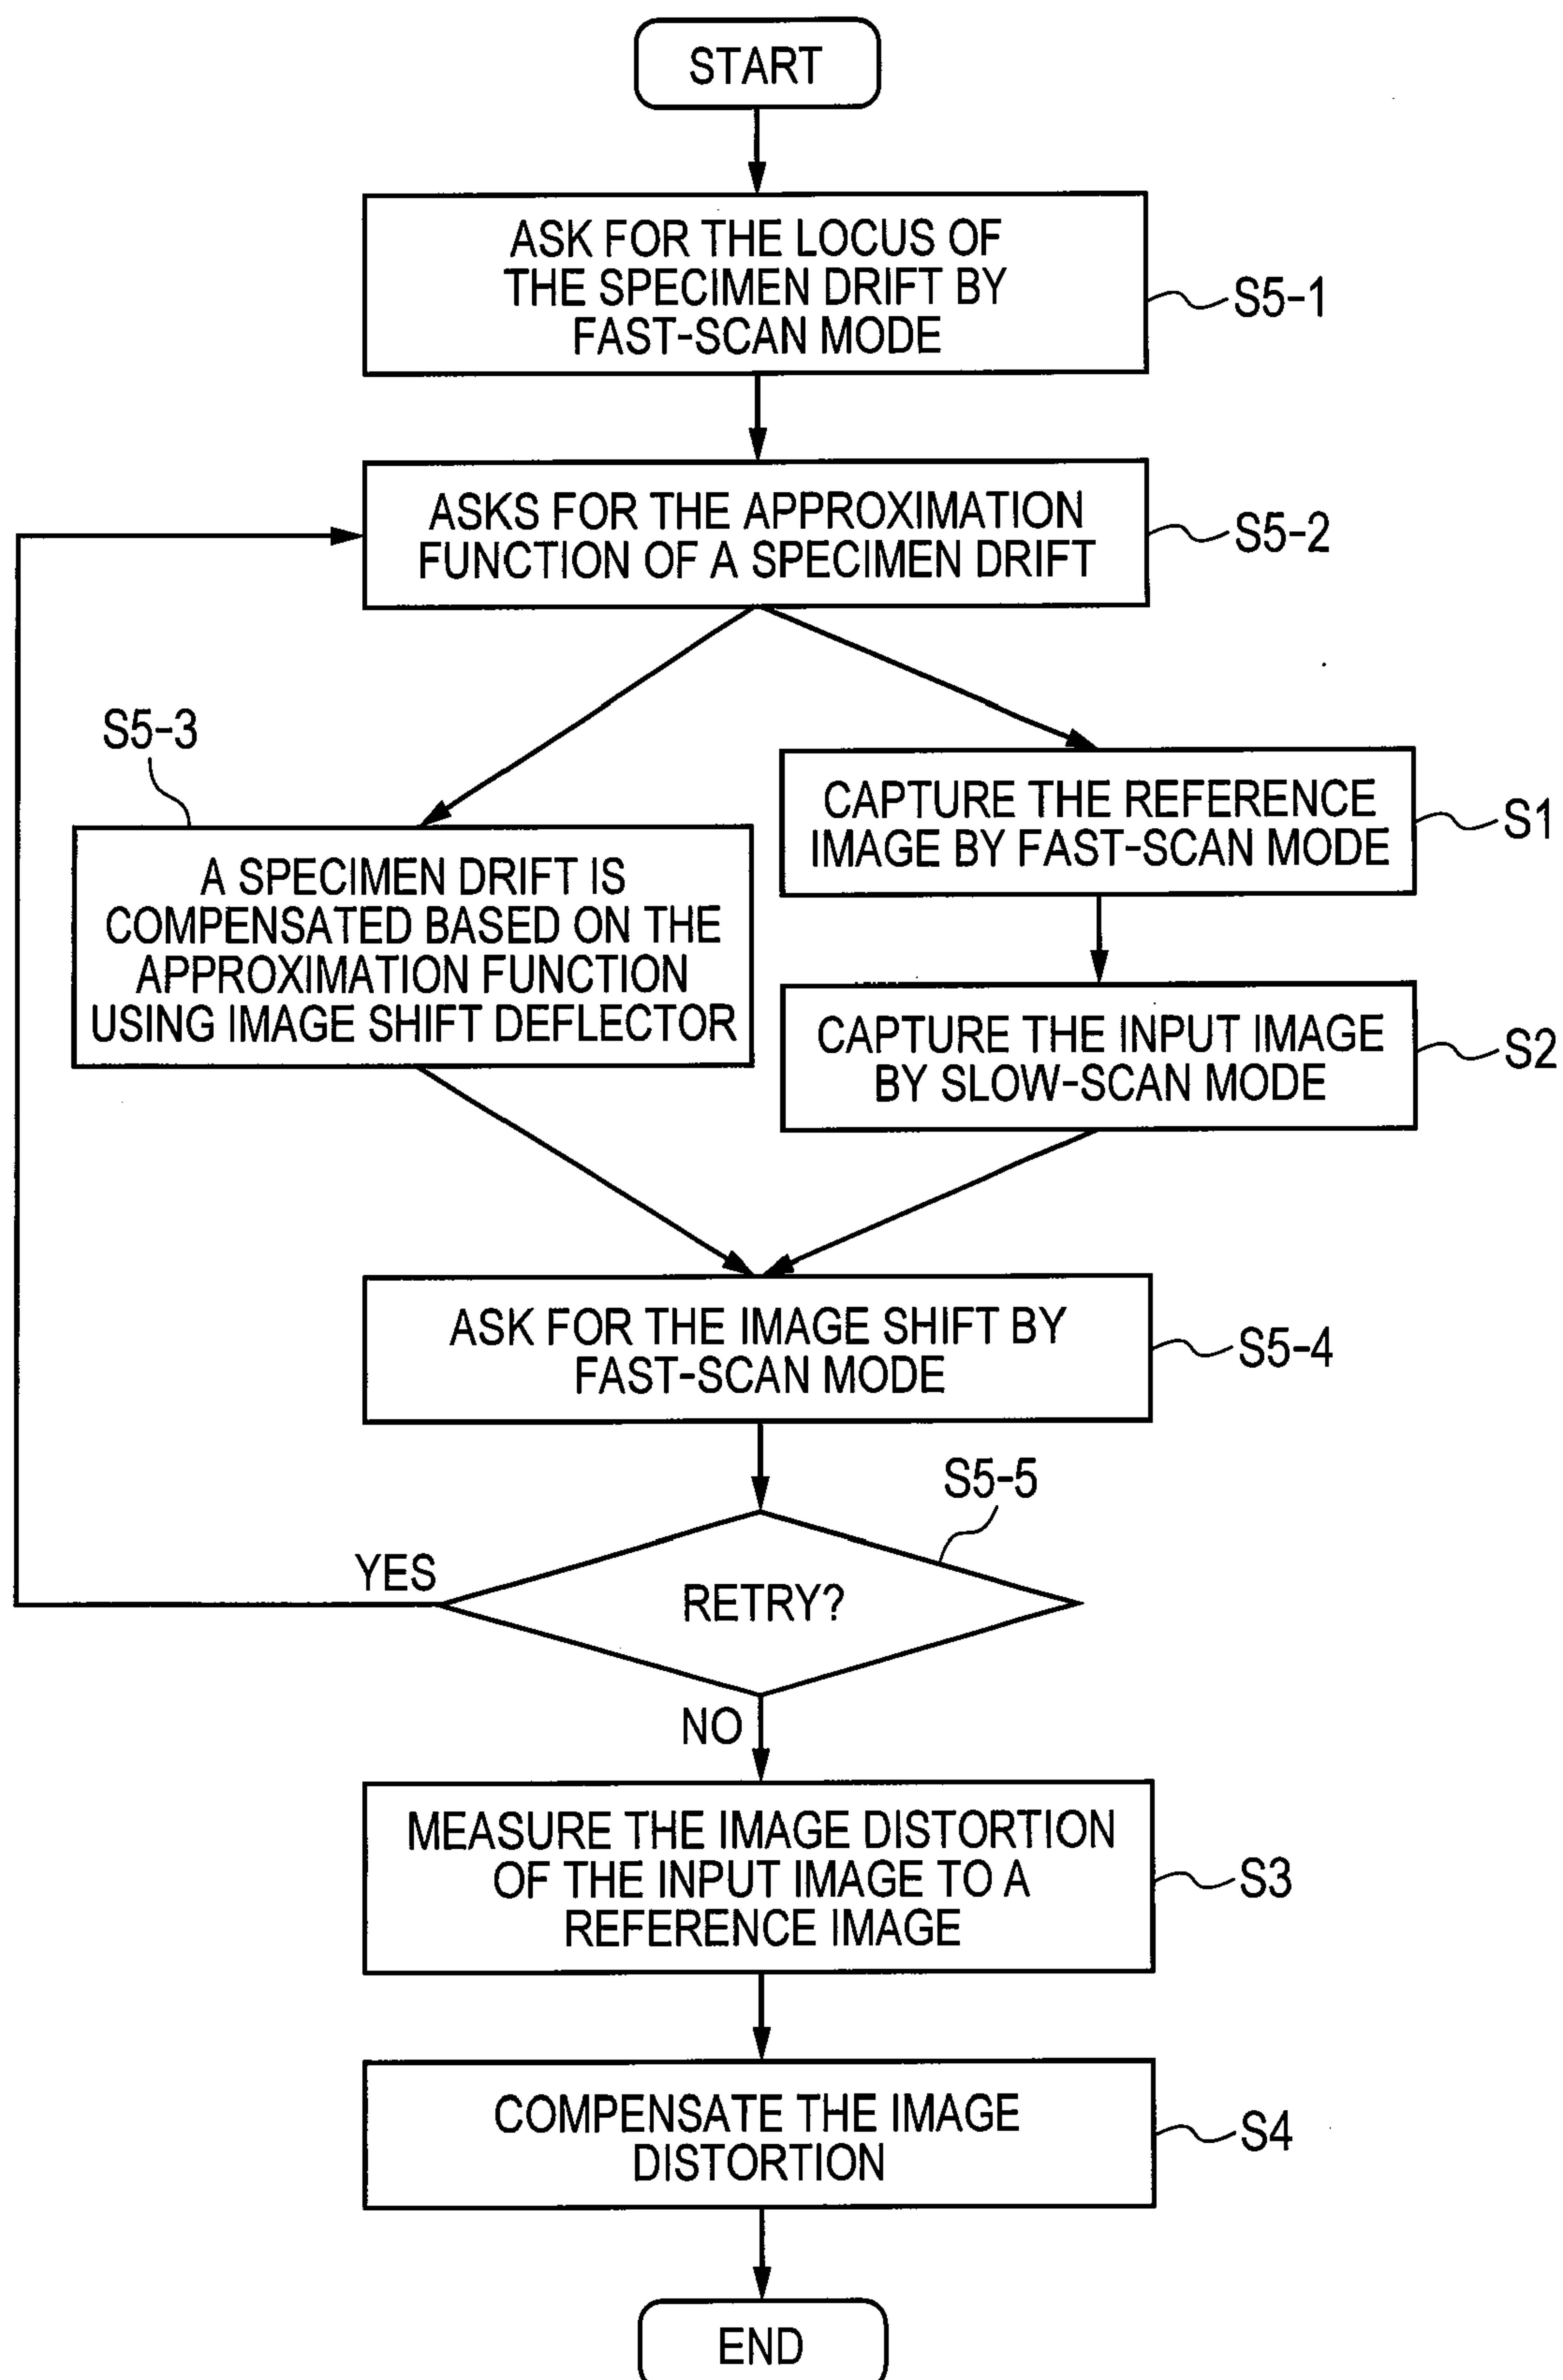 START
ASK FOR THE LOCUS OF
THE SPECIMEN DRIFT BY
FAST-SCAN MODE
S5-1
ASKS FOR THE APPROXIMATION
FUNCTION OF A SPECIMEN DRIFT
S5-2
S5-3
A SPECIMEN DRIFT IS
COMPENSATED BASED ON THE
APPROXIMATION FUNCTION
USING IMAGE SHIFT DEFLECTOR
CAPTURE THE REFERENCE
IMAGE BY FAST-SCAN MODE
S1
CAPTURE THE INPUT IMAGE
BY SLOW-SCAN MODE
S2
ASK FOR THE IMAGE SHIFT BY
FAST-SCAN MODE
S5-4
S5-5
YES
RETRY?
NO
MEASURE THE IMAGE DISTORTION
OF THE INPUT IMAGE TO A
REFERENCE IMAGE
S3
COMPENSATE THE IMAGE
DISTORTION
S4
END